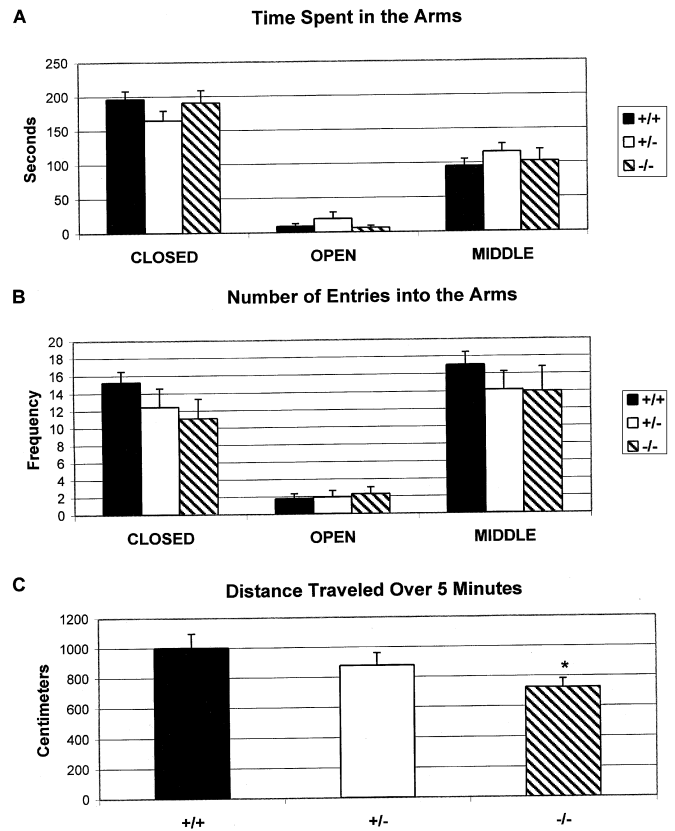 A
Time Spent in the Arms
250
200
150
100
50
0
Seconds
CLOSED
OPEN
MIDDLE
+/+
+/-
-/-
B
Number of Entries into the Arms
20
18
16
14
12
10
8
6
4
2
0
Frequency
CLOSED
OPEN
MIDDLE
+/+
+/-
-/-
C
Distance Traveled Over 5 Minutes
1200
1000
800
600
400
200
0
Centimeters
*
+/+
+/-
-/-